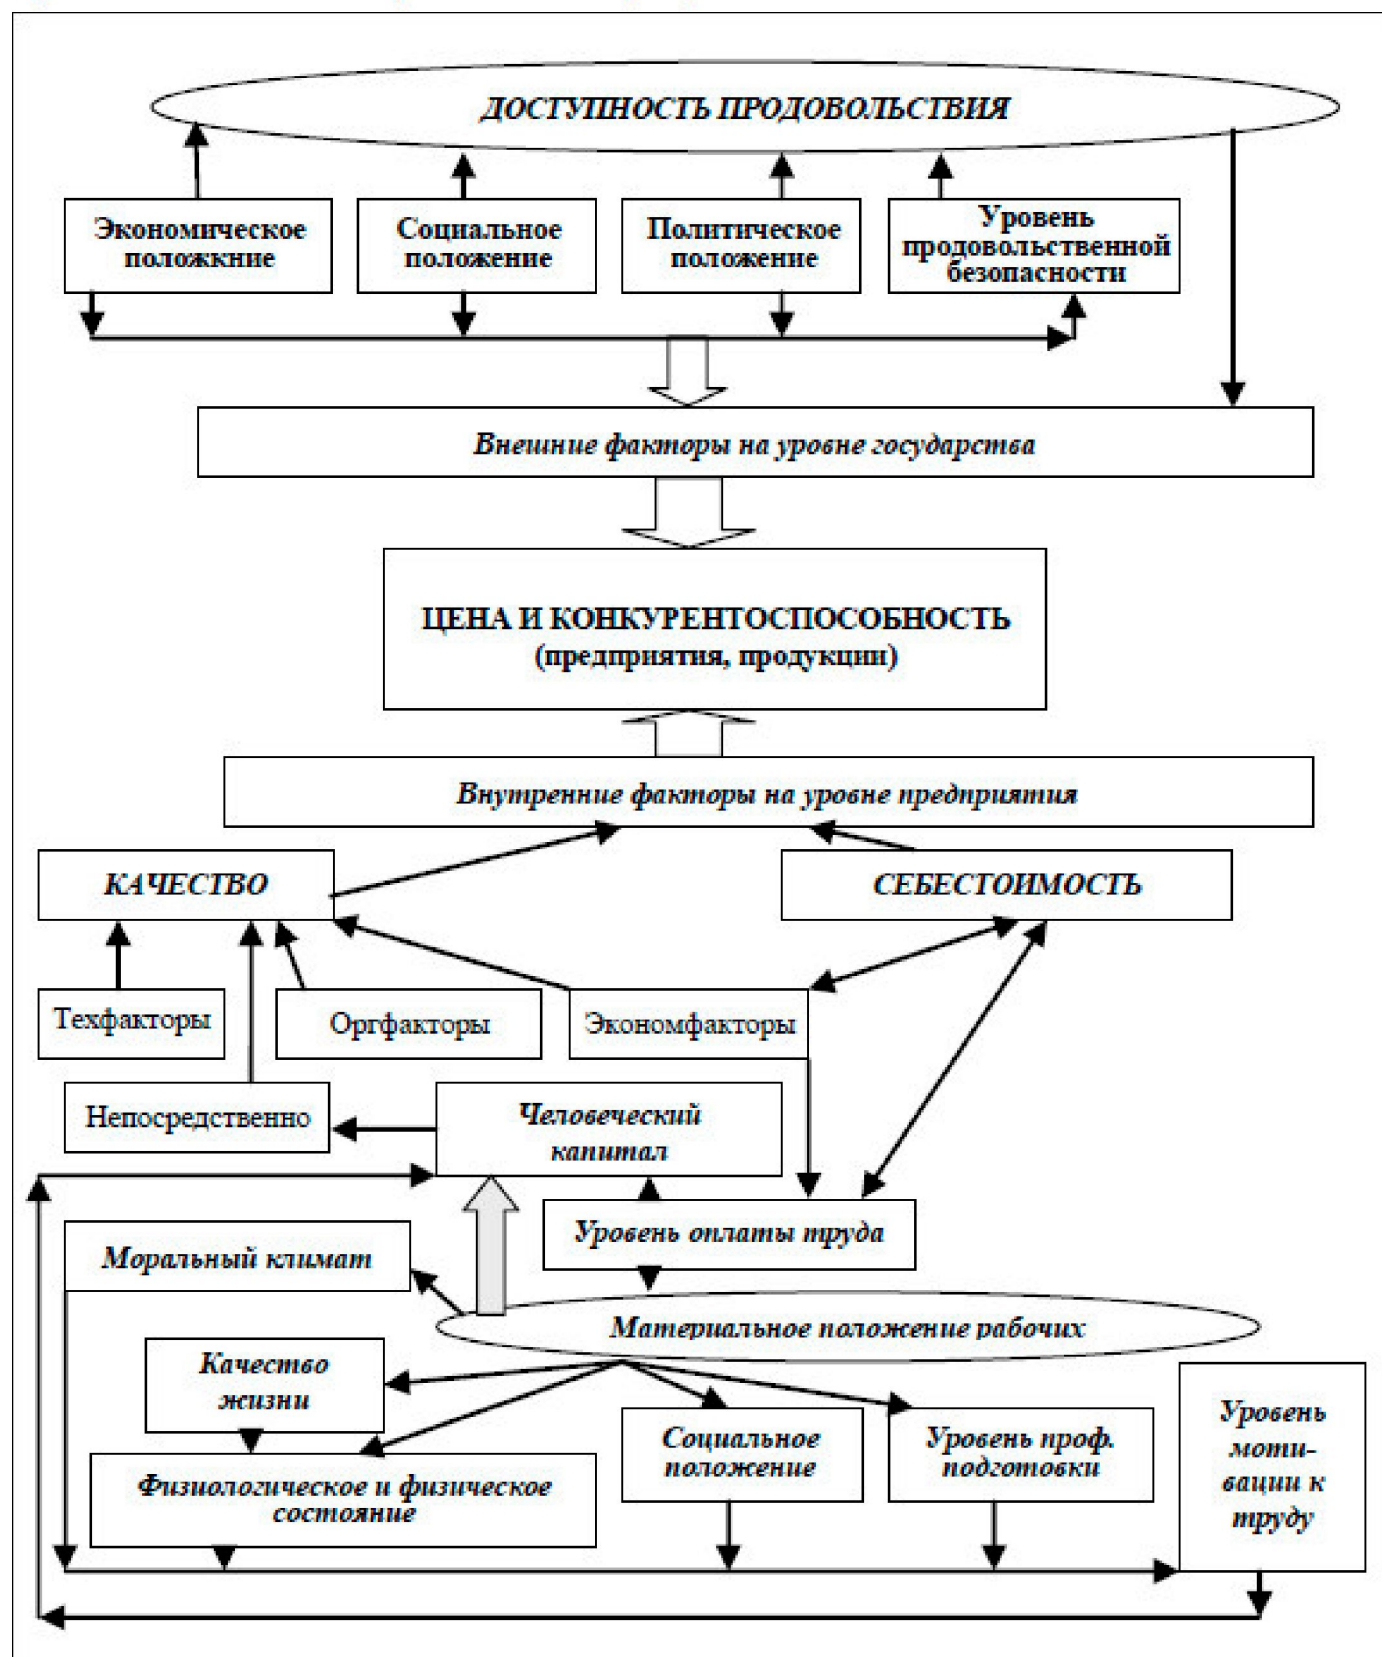 ДОСТУПНОСТЬ ПРОДОВОЛЬСТВИЯ
Экономическое
положкние
Социальное
положение
Политическое
положение
Уровень
продовольственной
безопасности
Внешние факторы на уровне государства
ЦЕНА И КОНКУРЕНТОСПОСОБНОСТЬ
(предприятия, продукции)
Внутренние факторы на уровне предприятия
КАЧЕСТВО
СЕБЕСТОИМОСТЬ
Техфакторы
Оргфакторы
Экономфакторы
Непосредственно
Человеческий
капитал
Уровень оплаты труда
Моральный климат
Материальное положение рабочих
Качество
жизни
Физиологическое и физическое
состояние
Социальное
положение
Уровень проф.
подготовки
Уровень
моти-
вации к
труду